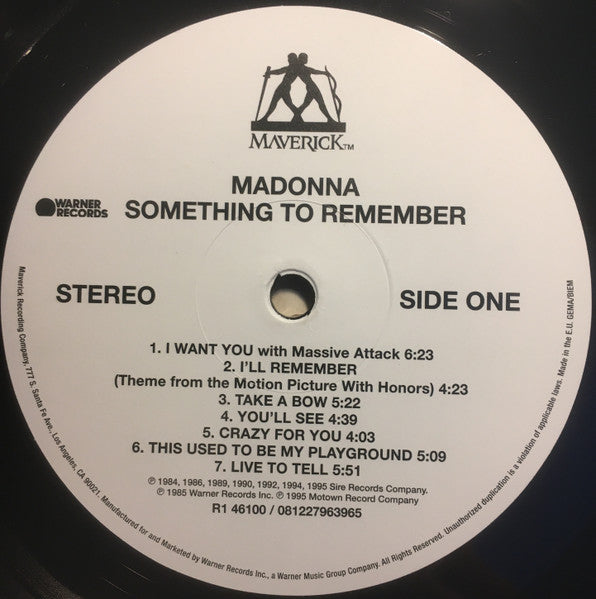 MAVERICK™
MADONNA
SOMETHING TO REMEMBER
WARNER
RECORDS
STEREO
SIDE ONE
1. I WANT YOU with Massive Attack 6:23
2. I'LL REMEMBER
(Theme from the Motion Picture With Honors) 4:23
3. TAKE A BOW 5:22
4. YOU'LL SEE 4:39
5. CRAZY FOR YOU 4:03
6. THIS USED TO BE MY PLAYGROUND 5:09
7. LIVE TO TELL 5:51
℗ 1984, 1986, 1989, 1990, 1992, 1994, 1995 Sire Records Company.
℗ 1985 Warner Records Inc. ℗ 1995 Motown Record Company
R1 46100 / 081227963965
Maverick Recording Company, 777 S. Santa Fe Ave., Los Angeles, CA 90021. Manufactured for and Marketed by Warner Records Inc., a Warner Music Group Company. All Rights Reserved. Unauthorized duplication is a violation of applicable laws. Made in the E.U. GEMA/BIEM